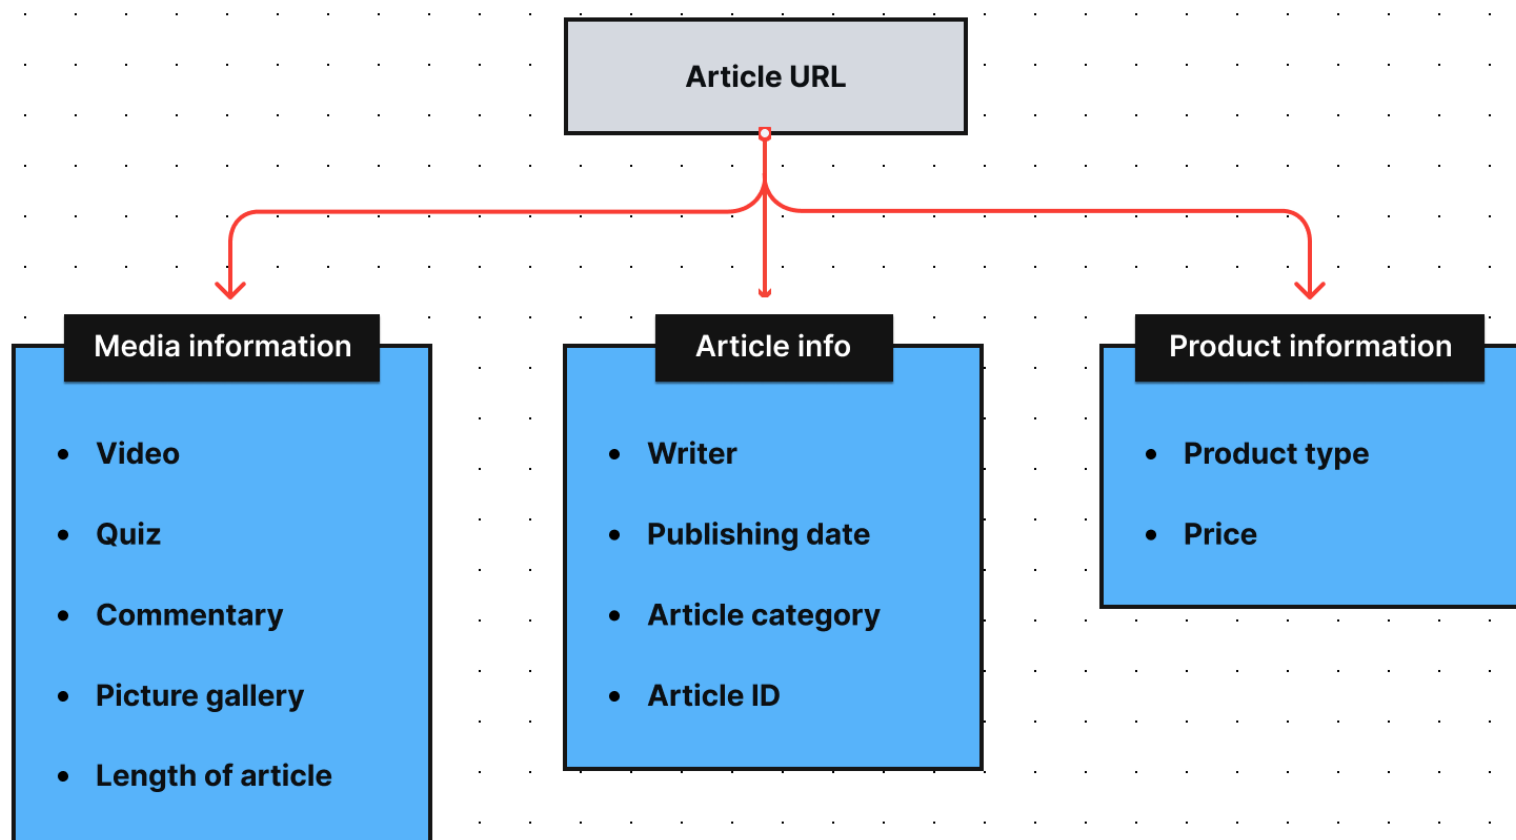 Article URL
Media information
• Video
• Quiz
• Commentary
• Picture gallery
• Length of article
Article info
• Writer
• Publishing date
• Article category
• Article ID
Product information
• Product type
• Price